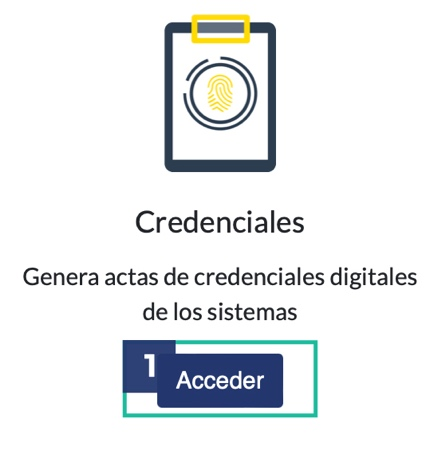 Credenciales
Genera actas de credenciales digitales
de los sistemas
1
Acceder